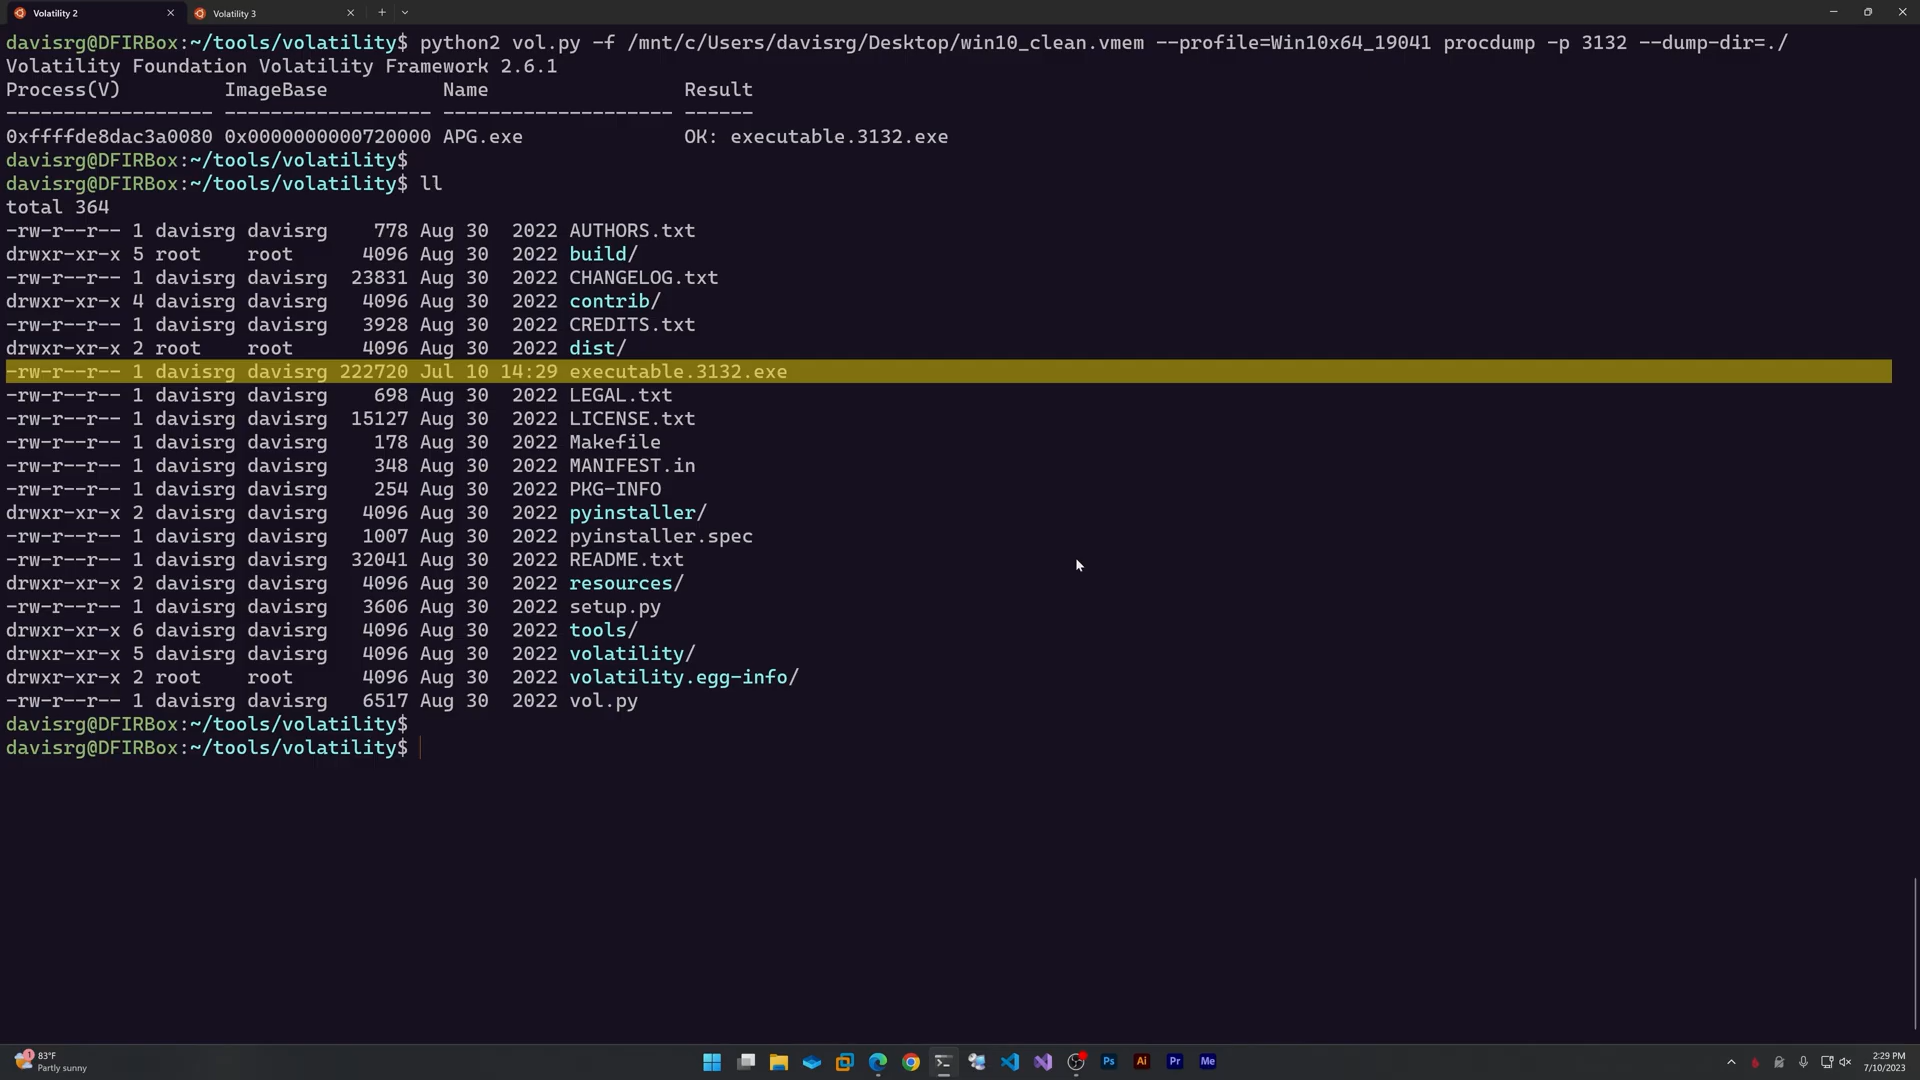 Volatility 2
Volatility 3
davisrg@DFIRBox:~/tools/volatility$ python2 vol.py -f /mnt/c/Users/davisrg/Desktop/win10_clean.vmem --profile=Win10x64_19041 procdump -p 3132 --dump-dir=./
Volatility Foundation Volatility Framework 2.6.1
Process(V)         ImageBase          Name                 Result
------------------ ------------------ -------------------- ------
0xffffde8dac3a0080 0x0000000000720000 APG.exe              OK: executable.3132.exe
davisrg@DFIRBox:~/tools/volatility$
davisrg@DFIRBox:~/tools/volatility$ ll
total 364
-rw-r--r-- 1 davisrg davisrg    778 Aug 30  2022 AUTHORS.txt
drwxr-xr-x 5 root    root      4096 Aug 30  2022 build/
-rw-r--r-- 1 davisrg davisrg  23831 Aug 30  2022 CHANGELOG.txt
drwxr-xr-x 4 davisrg davisrg   4096 Aug 30  2022 contrib/
-rw-r--r-- 1 davisrg davisrg   3928 Aug 30  2022 CREDITS.txt
drwxr-xr-x 2 root    root      4096 Aug 30  2022 dist/
-rw-r--r-- 1 davisrg davisrg 222720 Jul 10 14:29 executable.3132.exe
-rw-r--r-- 1 davisrg davisrg    698 Aug 30  2022 LEGAL.txt
-rw-r--r-- 1 davisrg davisrg  15127 Aug 30  2022 LICENSE.txt
-rw-r--r-- 1 davisrg davisrg    178 Aug 30  2022 Makefile
-rw-r--r-- 1 davisrg davisrg    348 Aug 30  2022 MANIFEST.in
-rw-r--r-- 1 davisrg davisrg    254 Aug 30  2022 PKG-INFO
drwxr-xr-x 2 davisrg davisrg   4096 Aug 30  2022 pyinstaller/
-rw-r--r-- 1 davisrg davisrg   1007 Aug 30  2022 pyinstaller.spec
-rw-r--r-- 1 davisrg davisrg  32041 Aug 30  2022 README.txt
drwxr-xr-x 2 davisrg davisrg   4096 Aug 30  2022 resources/
-rw-r--r-- 1 davisrg davisrg   3606 Aug 30  2022 setup.py
drwxr-xr-x 6 davisrg davisrg   4096 Aug 30  2022 tools/
drwxr-xr-x 5 davisrg davisrg   4096 Aug 30  2022 volatility/
drwxr-xr-x 2 root    root      4096 Aug 30  2022 volatility.egg-info/
-rw-r--r-- 1 davisrg davisrg   6517 Aug 30  2022 vol.py
davisrg@DFIRBox:~/tools/volatility$
davisrg@DFIRBox:~/tools/volatility$
1
83°F
Partly sunny
Ps
Ai
Pr
Me
2:29 PM
7/10/2023